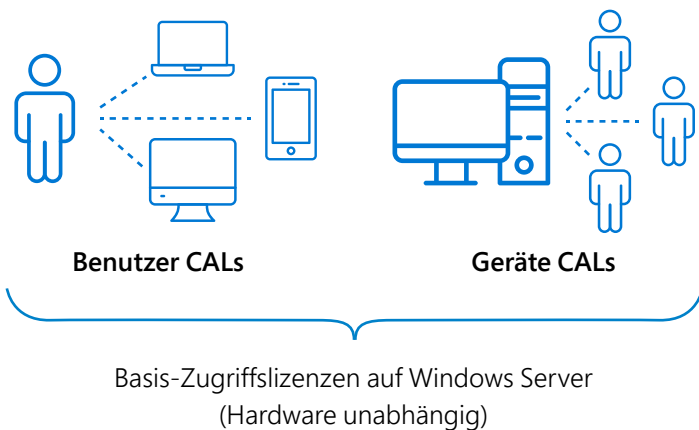 Benutzer CALs
Geräte CALs
Basis-Zugriffslizenzen auf Windows Server
(Hardware unabhängig)